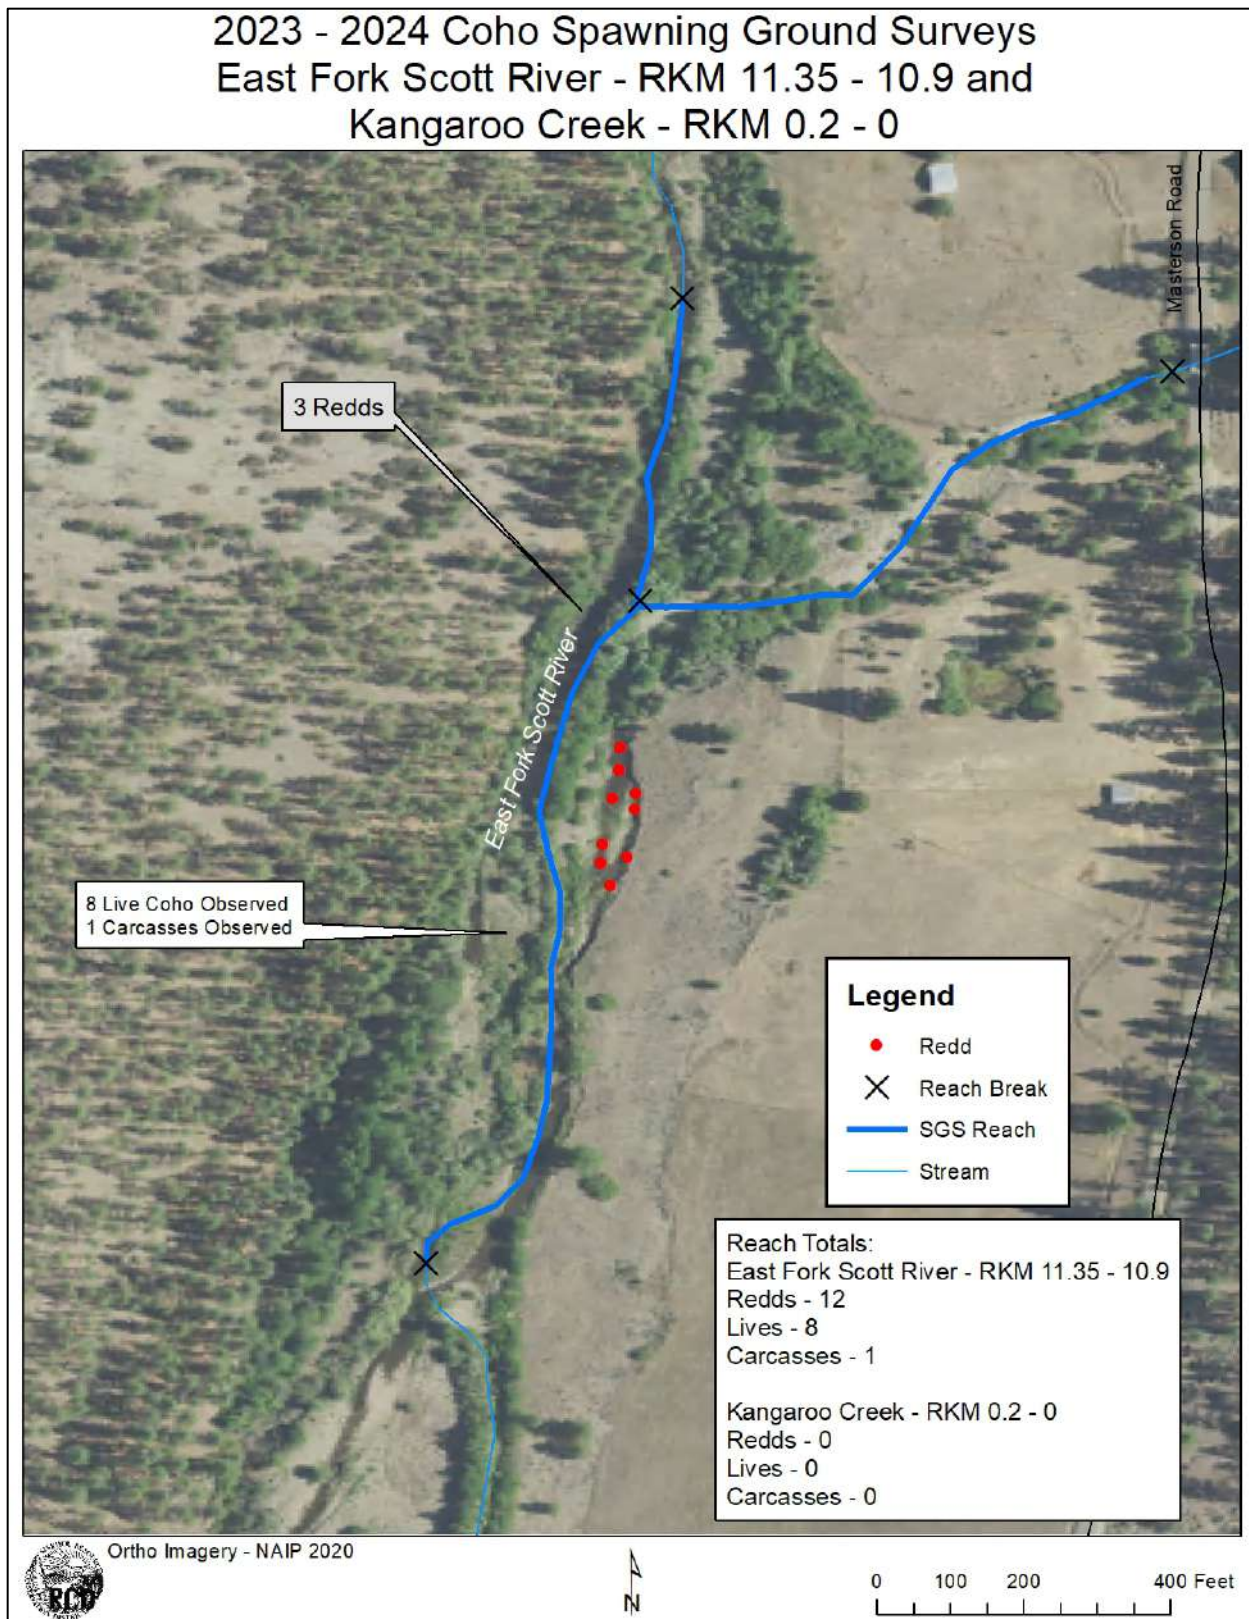 2023 - 2024 Coho Spawning Ground Surveys
East Fork Scott River - RKM 11.35 - 10.9 and
Kangaroo Creek - RKM 0.2 - 0
Masterson Road
3 Redds
East Fork Scott River
8 Live Coho Observed
1 Carcasses Observed
Legend
Redd
Reach Break
SGS Reach
Stream
Reach Totals:
East Fork Scott River - RKM 11.35 - 10.9
Redds - 12
Lives - 8
Carcasses - 1
Kangaroo Creek - RKM 0.2 - 0
Redds - 0
Lives - 0
Carcasses - 0
RCD
Ortho Imagery - NAIP 2020
N
0 100 200 400 Feet